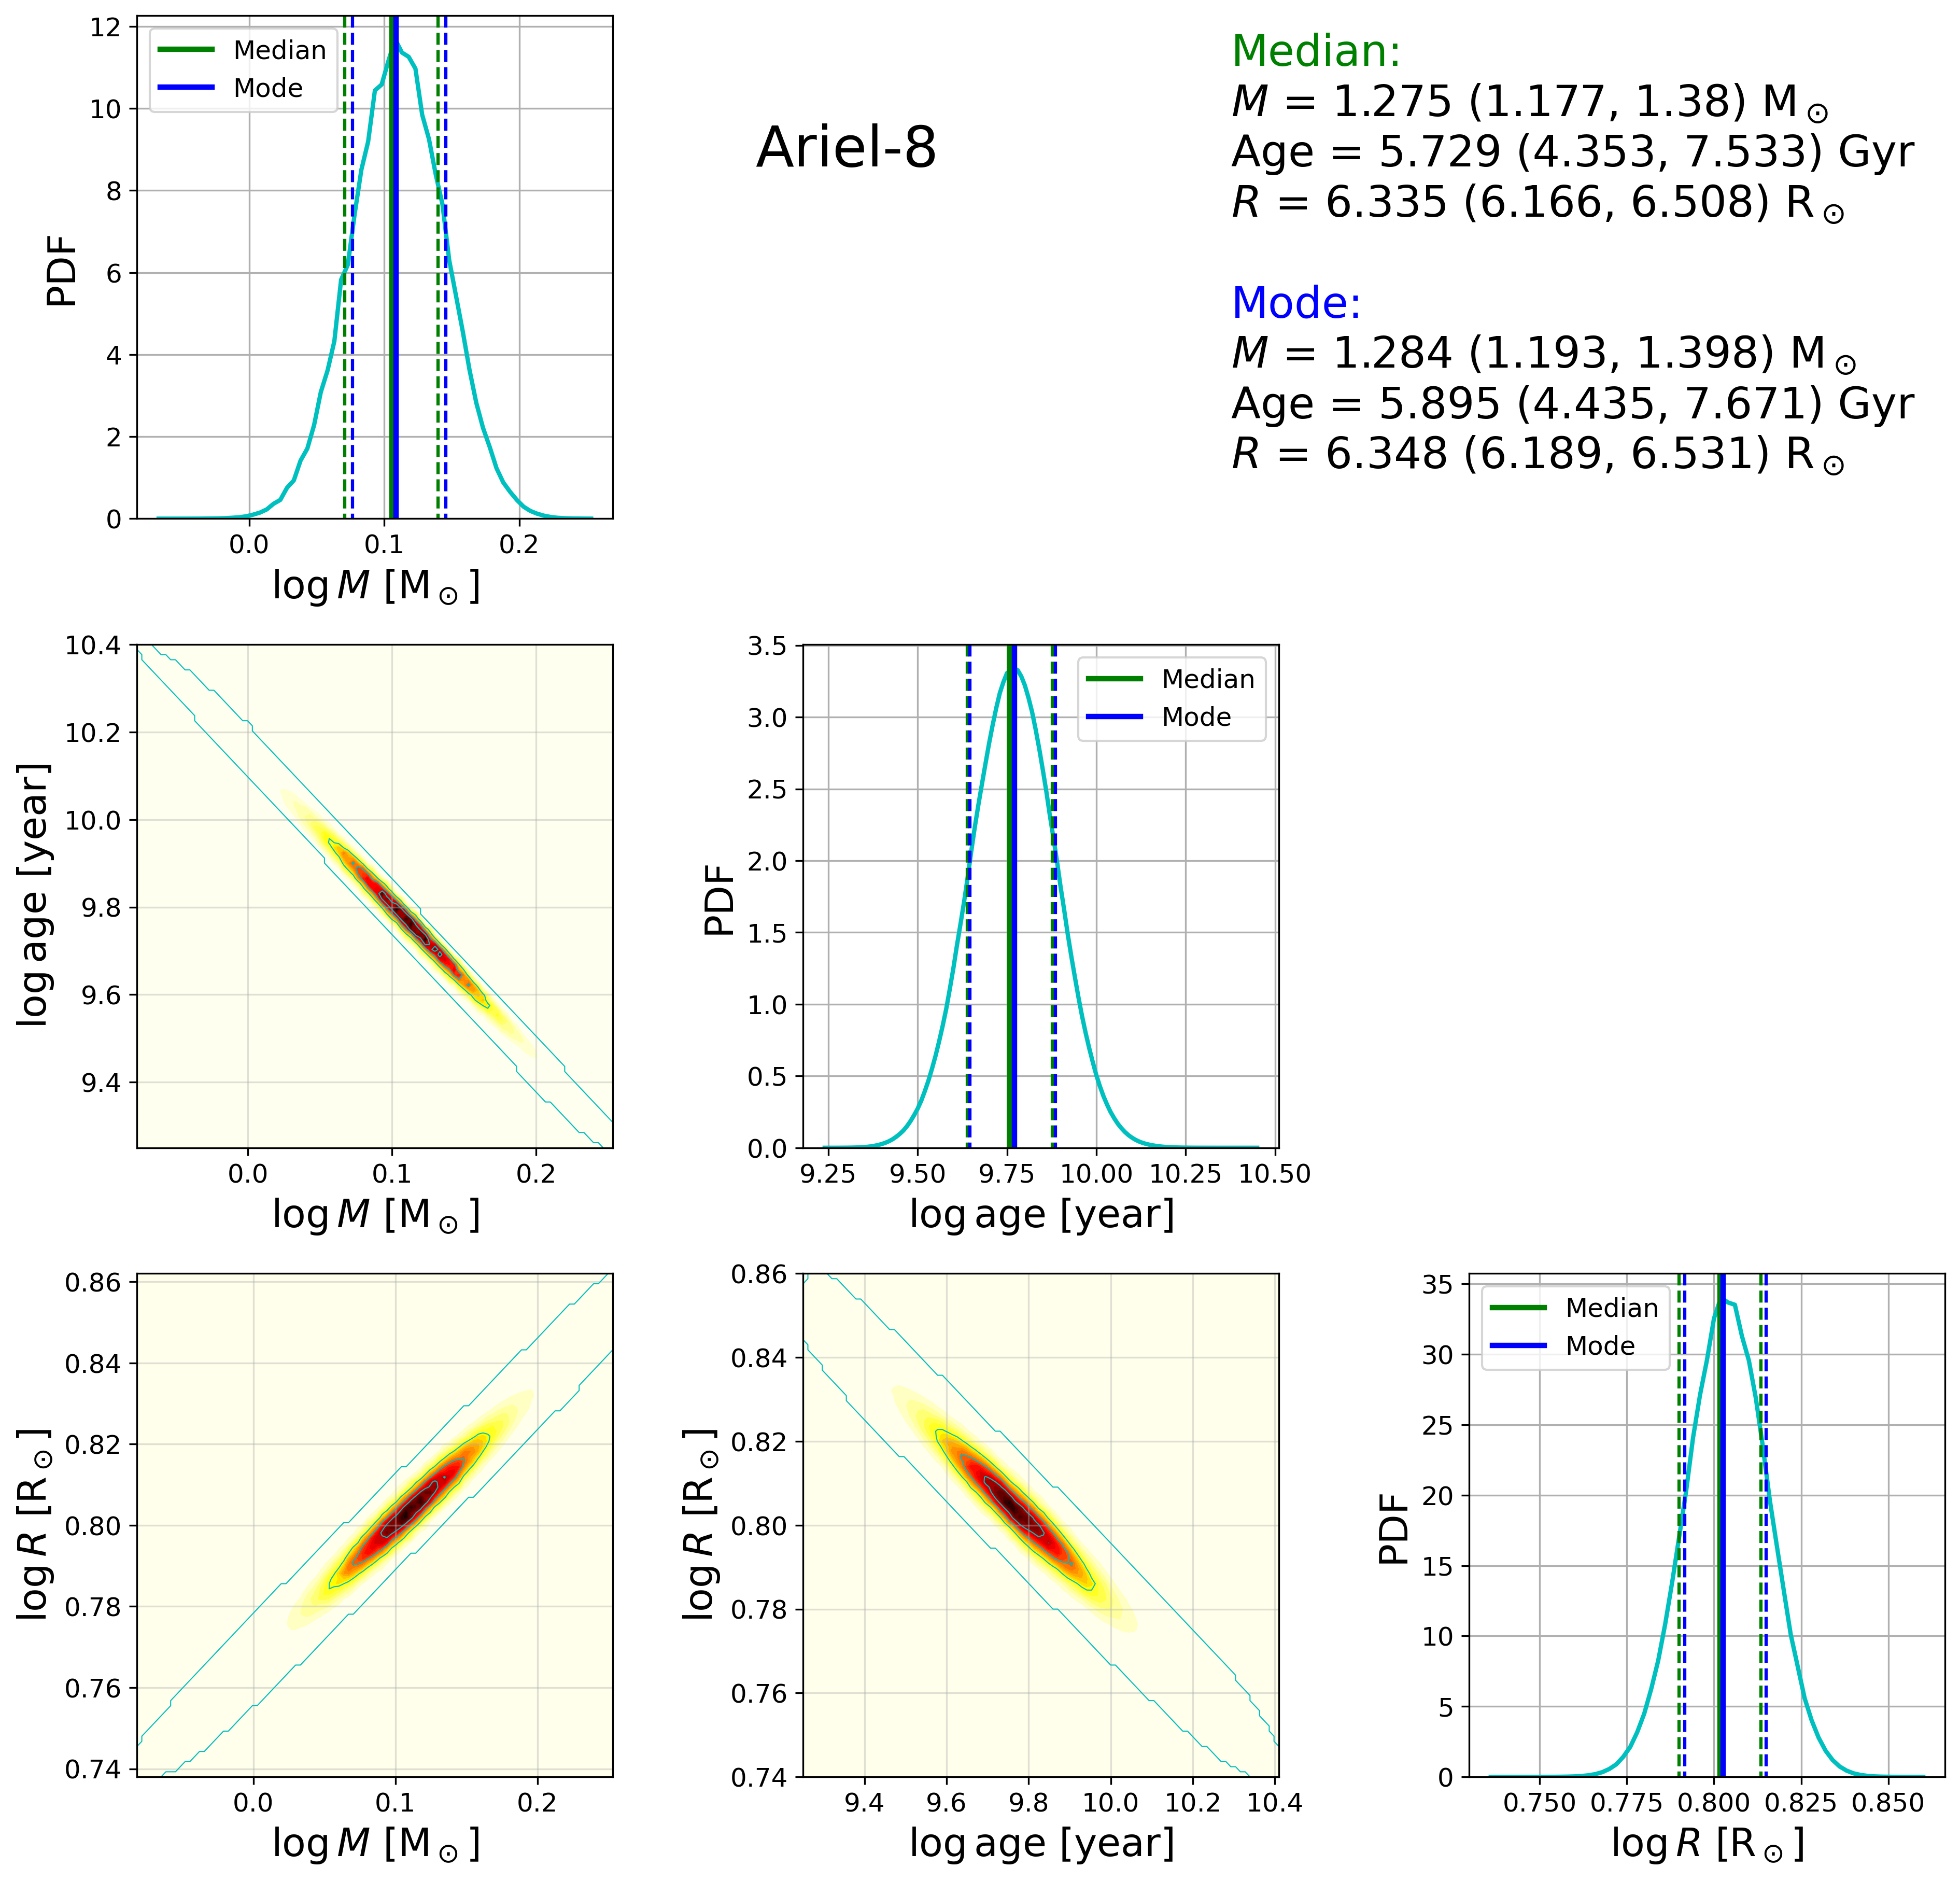 12
10
8
6
4
2
0
PDF
Median
Mode
0.0 0.1 0.2
log M [M⊙]
Ariel-8
Median:
M = 1.275 (1.177, 1.38) M⊙
Age = 5.729 (4.353, 7.533) Gyr
R = 6.335 (6.166, 6.508) R⊙
Mode:
M = 1.284 (1.193, 1.398) M⊙
Age = 5.895 (4.435, 7.671) Gyr
R = 6.348 (6.189, 6.531) R⊙
10.4
10.2
10.0
9.8
9.6
9.4
log age [year]
0.0 0.1 0.2
log M [M⊙]
3.5
3.0
2.5
2.0
1.5
1.0
0.5
0.0
PDF
Median
Mode
9.25 9.50 9.75 10.00 10.25 10.50
log age [year]
0.86
0.84
0.82
0.80
0.78
0.76
0.74
log R [R⊙]
0.0 0.1 0.2
log M [M⊙]
0.86
0.84
0.82
0.80
0.78
0.76
0.74
log R [R⊙]
9.4 9.6 9.8 10.0 10.2 10.4
log age [year]
35
30
25
20
15
10
5
0
PDF
Median
Mode
0.750 0.775 0.800 0.825 0.850
log R [R⊙]